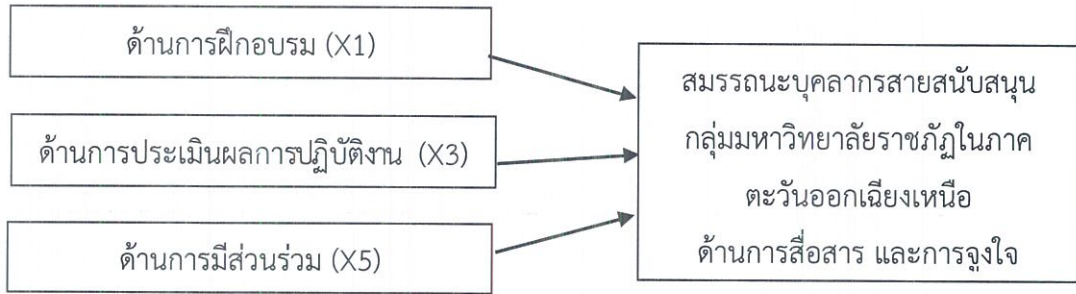 ด้านการฝึกอบรม (X1)
ด้านการประเมินผลการปฏิบัติงาน (X3)
ด้านการมีส่วนร่วม (X5)
สมรรถนะบุคลากรสายสนับสนุน
กลุ่มมหาวิทยาลัยราชภัฏในภาค
ตะวันออกเฉียงเหนือ
ด้านการสื่อสาร และการจูงใจ